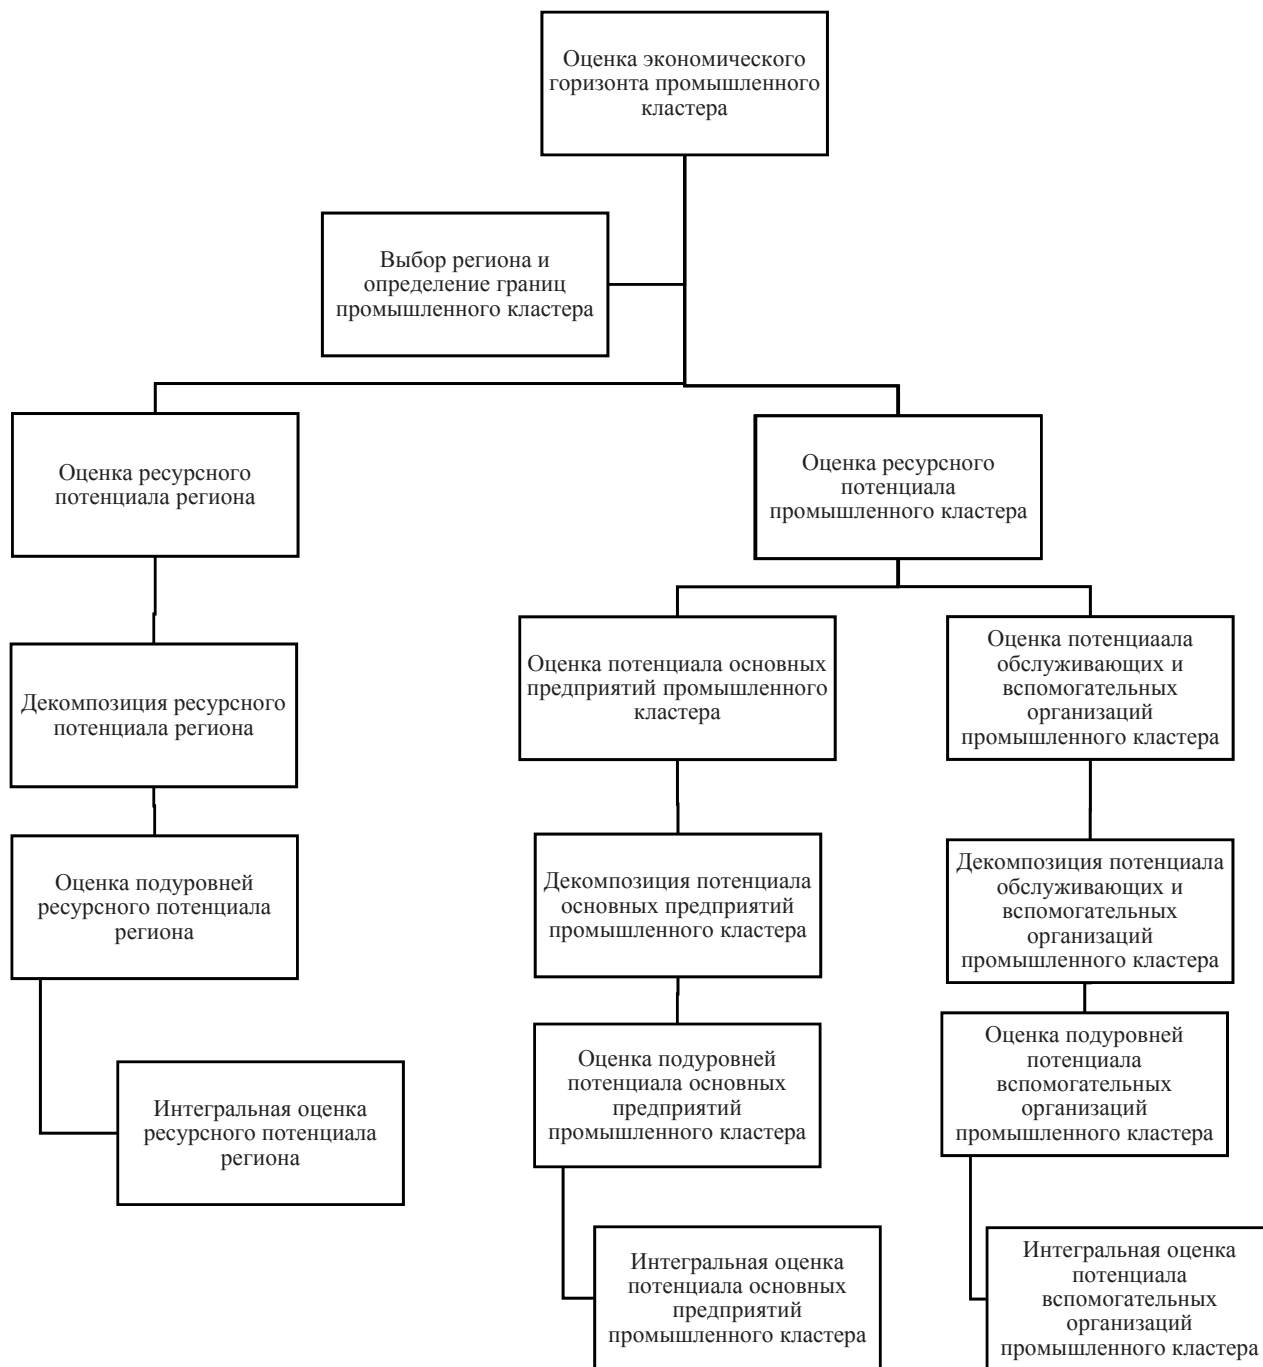 Оценка экономического
горизонта промышленного
кластера
Выбор региона и
определение границ
промышленного кластера
Оценка ресурсного
потенциала региона
Оценка ресурсного
потенциала
промышленного кластера
Декомпозиция ресурсного
потенциала региона
Оценка потенциала основных
предприятий промышленного
кластера
Оценка потенциаала
обслуживающих и
вспомогательных
организаций
промышленного кластера
Оценка подуровней
ресурсного потенциала
региона
Декомпозиция потенциала
основных предприятий
промышленного кластера
Декомпозиция потенциала
обслуживающих и
вспомогательных
организаций
промышленного кластера
Интегральная оценка
ресурсного потенциала
региона
Оценка подуровней
потенциала основных
предприятий
промышленного кластера
Оценка подуровней
потенциала
вспомогательных
организаций
промышленного кластера
Интегральная оценка
потенциала основных
предприятий
промышленного кластера
Интегральная оценка
потенциала
вспомогательных
организаций
промышленного кластера